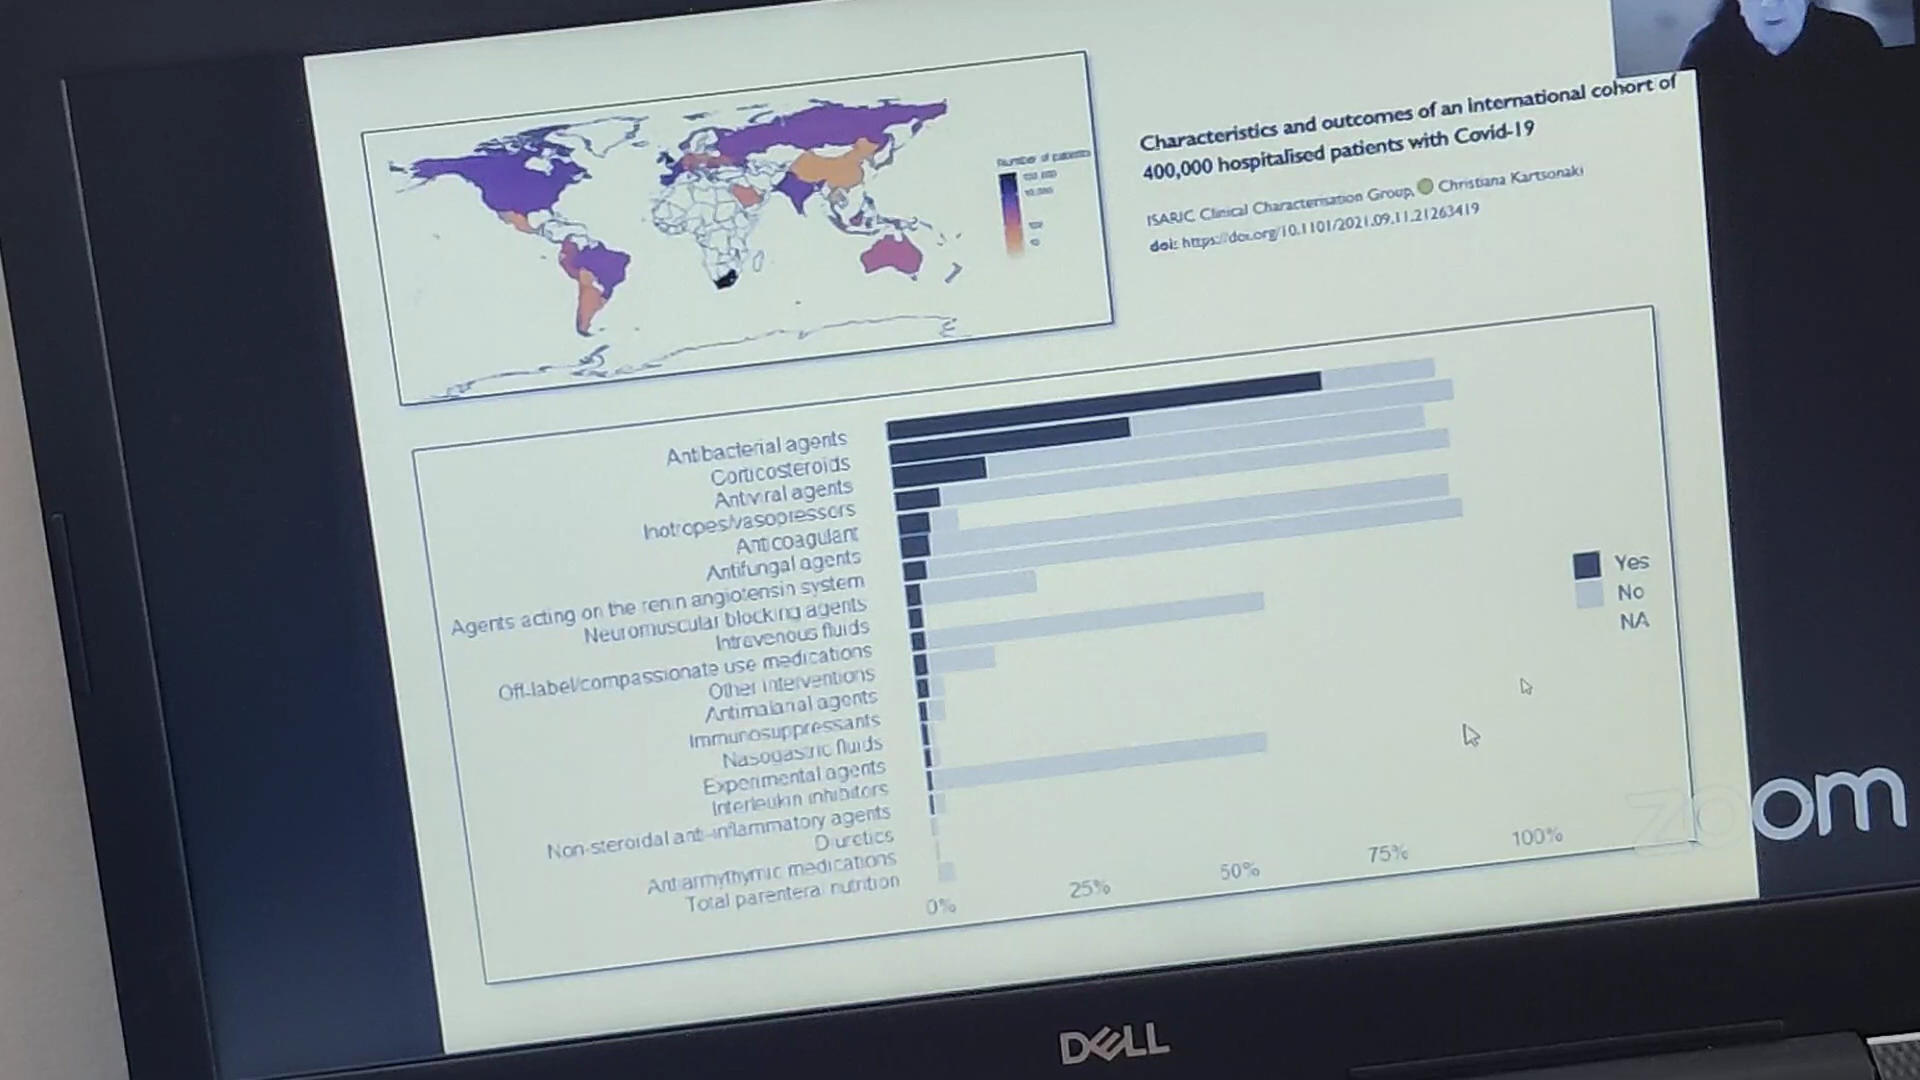 Number of patients
Characteristics and outcomes of an international cohort of
400,000 hospitalised patients with Covid-19
ISARIC Clinical Characterisation Group, Christiana Kartsonaki
doi: https://doi.org/10.1101/2021.09.11.21263419
Antibacterial agents
Corticosteroids
Antiviral agents
Inotropes/vasopressors
Anticoagulant
Antifungal agents
Agents acting on the renin angiotensin system
Neuromuscular blocking agents
Intravenous fluids
Off-label/compassionate use medications
Other interventions
Antimalarial agents
Immunosuppressants
Nasogastric fluids
Experimental agents
Interleukin inhibitors
Non-steroidal anti-inflammatory agents
Diuretics
Antiarrhythmic medications
Total parenteral nutrition
0% 25% 50% 75% 100%
Yes
No
NA
zoom
DELL